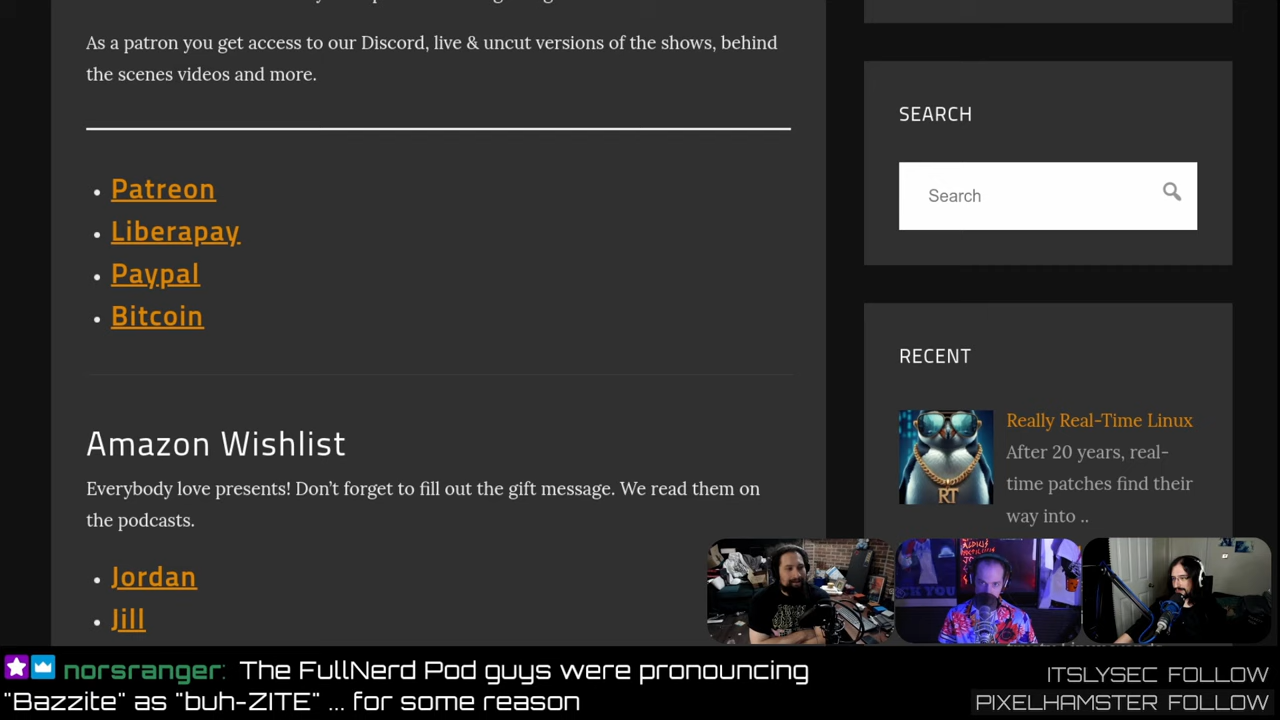 As a patron you get access to our Discord, live & uncut versions of the shows, behind
the scenes videos and more.
Patreon
Liberapay
Paypal
Bitcoin
Amazon Wishlist
Everybody love presents! Don’t forget to fill out the gift message. We read them on
the podcasts.
Jordan
Jill
SEARCH
Search
RECENT
Really Real-Time Linux
After 20 years, real-
time patches find their
way into ..
RT
norsranger: The FullNerd Pod guys were pronouncing
"Bazzite" as "buh-ZITE" ... for some reason
ITSLYSEC FOLLOW
PIXELHAMSTER FOLLOW